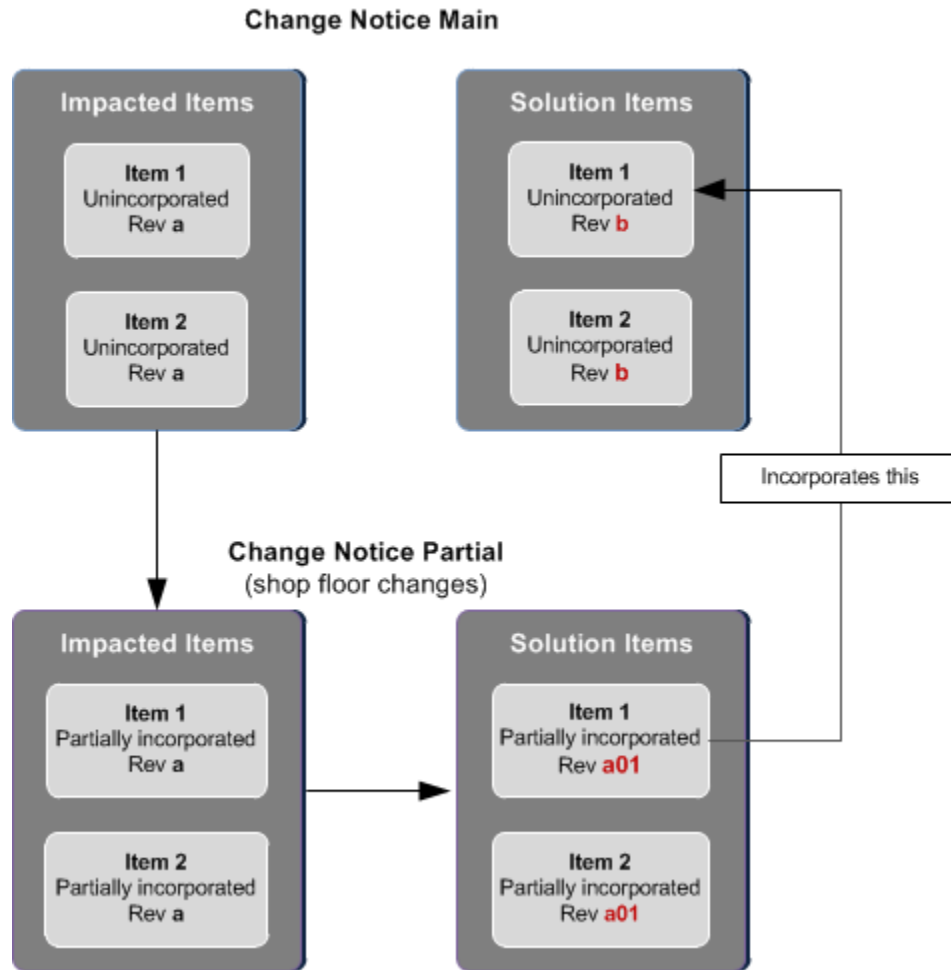 Change Notice Main
Impacted Items
Item 1
Unincorporated
Rev a
Item 2
Unincorporated
Rev a
Solution Items
Item 1
Unincorporated
Rev b
Item 2
Unincorporated
Rev b
Incorporates this
Change Notice Partial
(shop floor changes)
Impacted Items
Item 1
Partially incorporated
Rev a
Item 2
Partially incorporated
Rev a
Solution Items
Item 1
Partially incorporated
Rev a01
Item 2
Partially incorporated
Rev a01